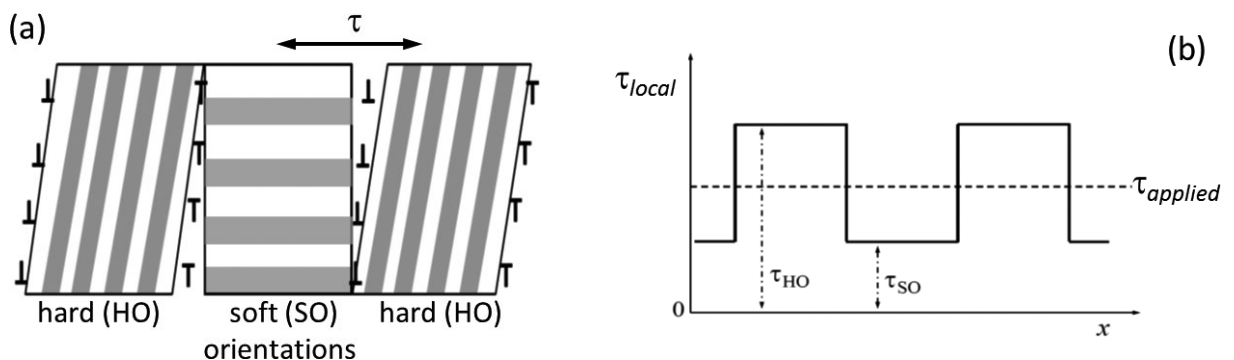 (a)
τ
hard (HO) soft (SO) hard (HO)
orientations
(b)
τlocal
τapplied
τHO
τSO
0
x